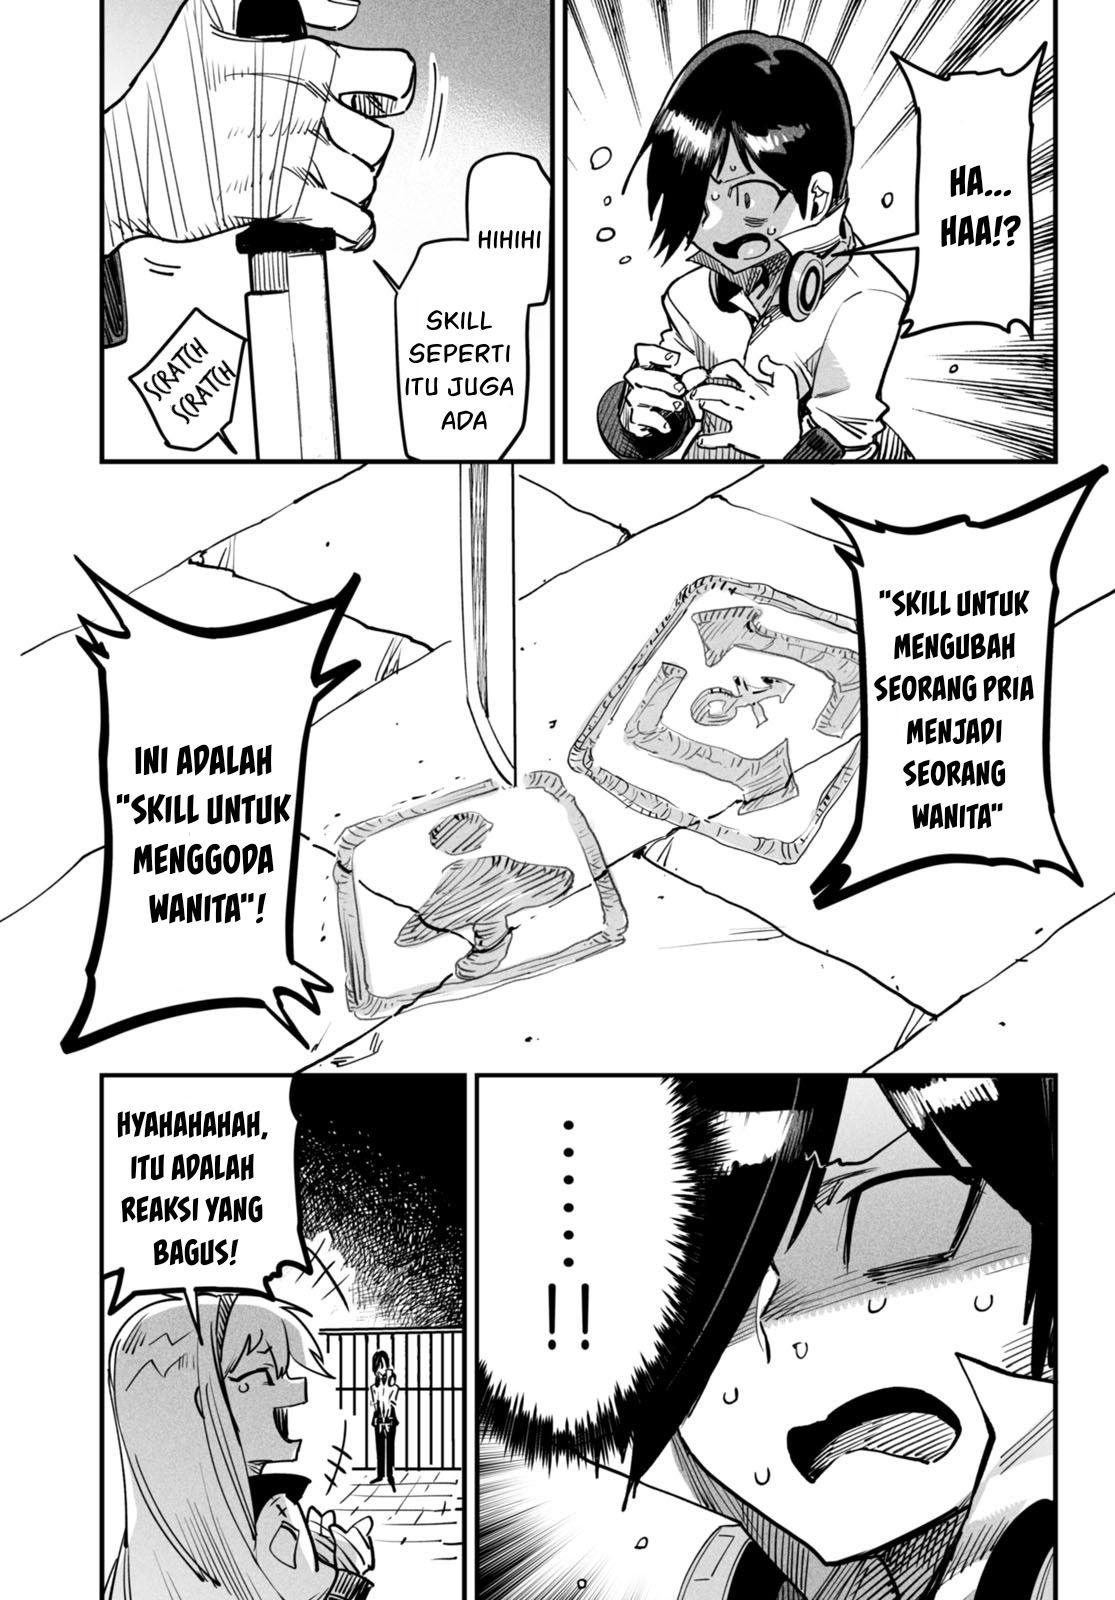 HA...
HAA!?
HIHIHI
SKILL
SEPERTI
ITU JUGA
ADA
SCRATCH
SCRATCH
"SKILL UNTUK
MENGUBAH
SEORANG PRIA
MENJADI
SEORANG
WANITA"
INI ADALAH
"SKILL UNTUK
MENGGODA
WANITA"!
......!!
HYAHAHAHAH,
ITU ADALAH
REAKSI YANG
BAGUS!